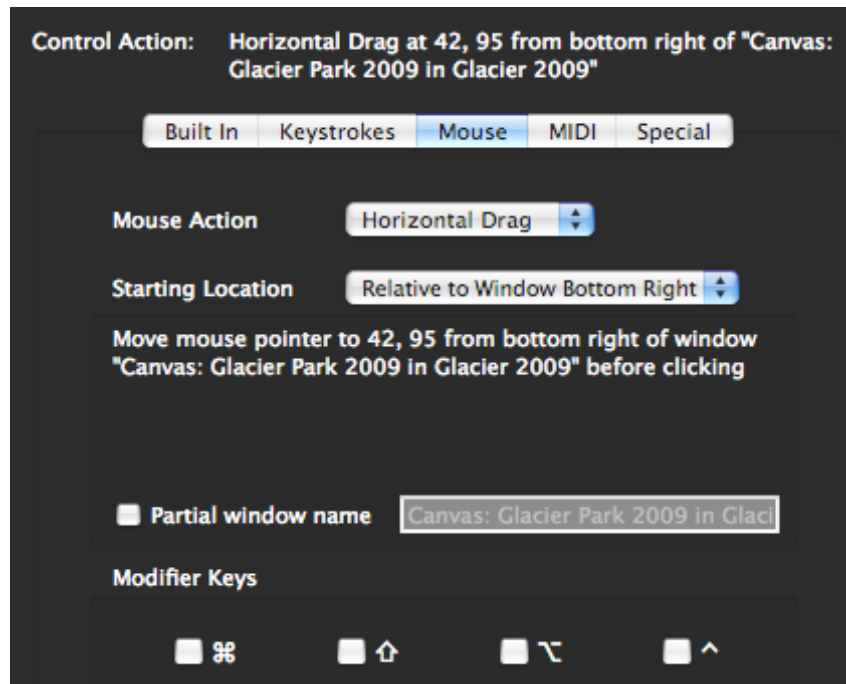 Control Action: Horizontal Drag at 42, 95 from bottom right of "Canvas:
Glacier Park 2009 in Glacier 2009"
Built In Keystrokes Mouse MIDI Special
Mouse Action Horizontal Drag
Starting Location Relative to Window Bottom Right
Move mouse pointer to 42, 95 from bottom right of window
"Canvas: Glacier Park 2009 in Glacier 2009" before clicking
Partial window name Canvas: Glacier Park 2009 in Glaci
Modifier Keys
⌘ ⇧ ⌥ ^